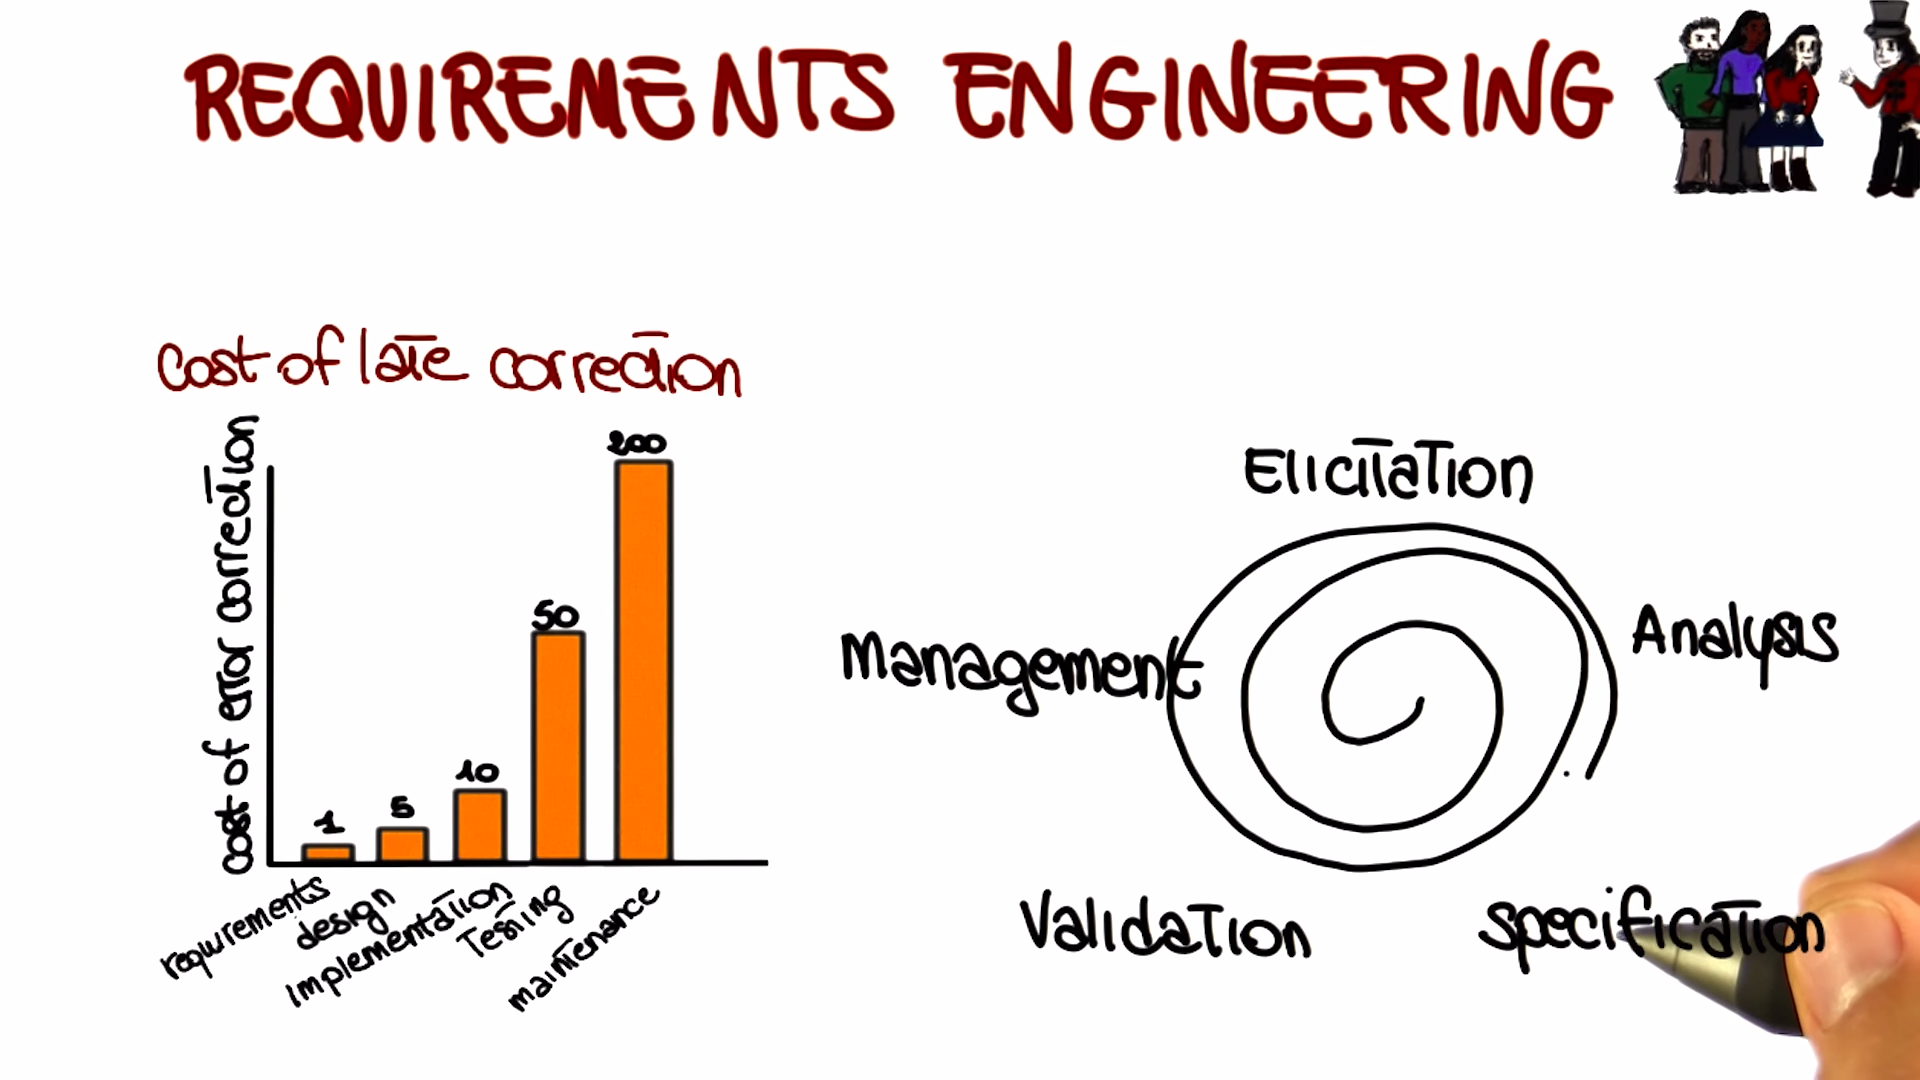 REQUIREMENTS ENGINEERING
cost of late correction
cost of error correction
200
50
10
5
1
requirements
design
Implementation
Testing
maintenance
Elicitation
Analysis
Management
Validation
specification